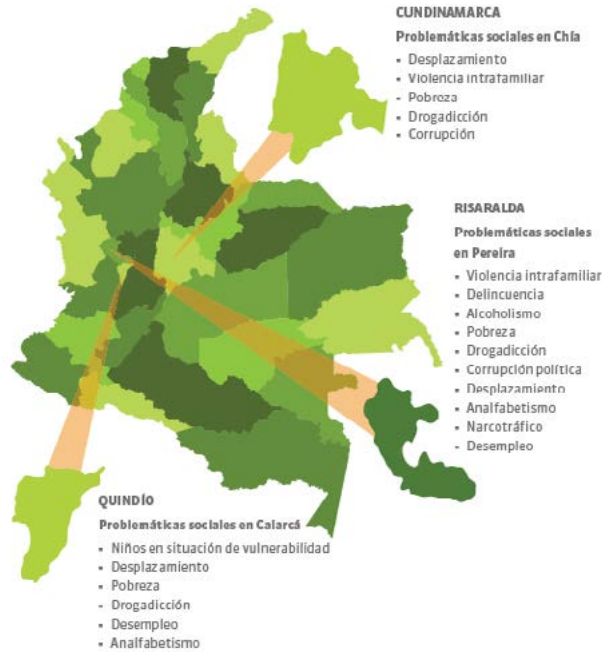 CUNDINAMARCA
Problemáticas sociales en Chía
- Desplazamiento
- Violencia intrafamiliar
- Pobreza
- Drogadicción
- Corrupción
RISARALDA
Problemáticas sociales
en Pereira
- Violencia intrafamiliar
- Delincuencia
- Alcoholismo
- Pobreza
- Drogadicción
- Corrupción política
- Desplazamiento
- Analfabetismo
- Narcotráfico
- Desempleo
QUINDÍO
Problemáticas sociales en Calarcá
- Niños en situación de vulnerabilidad
- Desplazamiento
- Pobreza
- Drogadicción
- Desempleo
- Analfabetismo